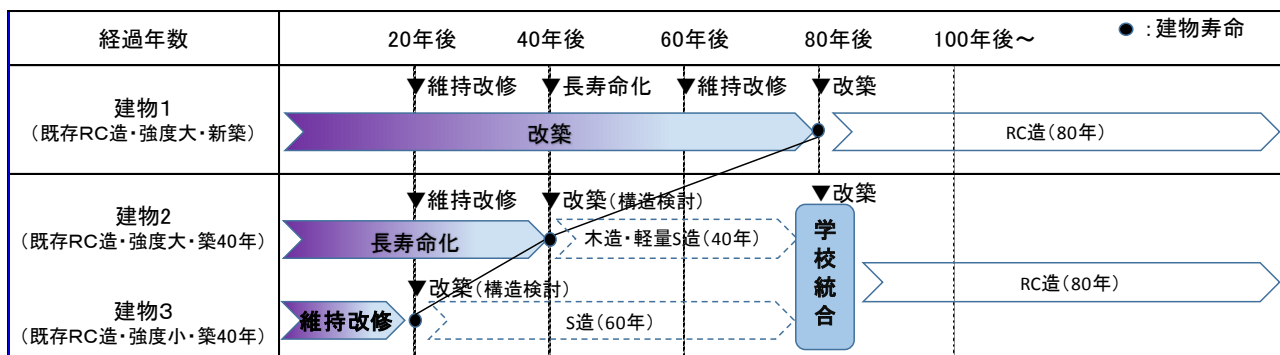 経過年数
20年後 40年後 60年後 80年後 100年後～ ●:建物寿命
建物1
（既存RC造・強度大・新築）
▼維持改修 ▼長寿命化 ▼維持改修 ▼改築
改築
RC造（80年）
建物2
（既存RC造・強度大・築40年）
▼維持改修 ▼改築（構造検討） ▼改築
長寿命化
木造・軽量S造（40年）
学校統合
RC造（80年）
建物3
（既存RC造・強度小・築40年）
▼改築（構造検討）
維持改修
S造（60年）